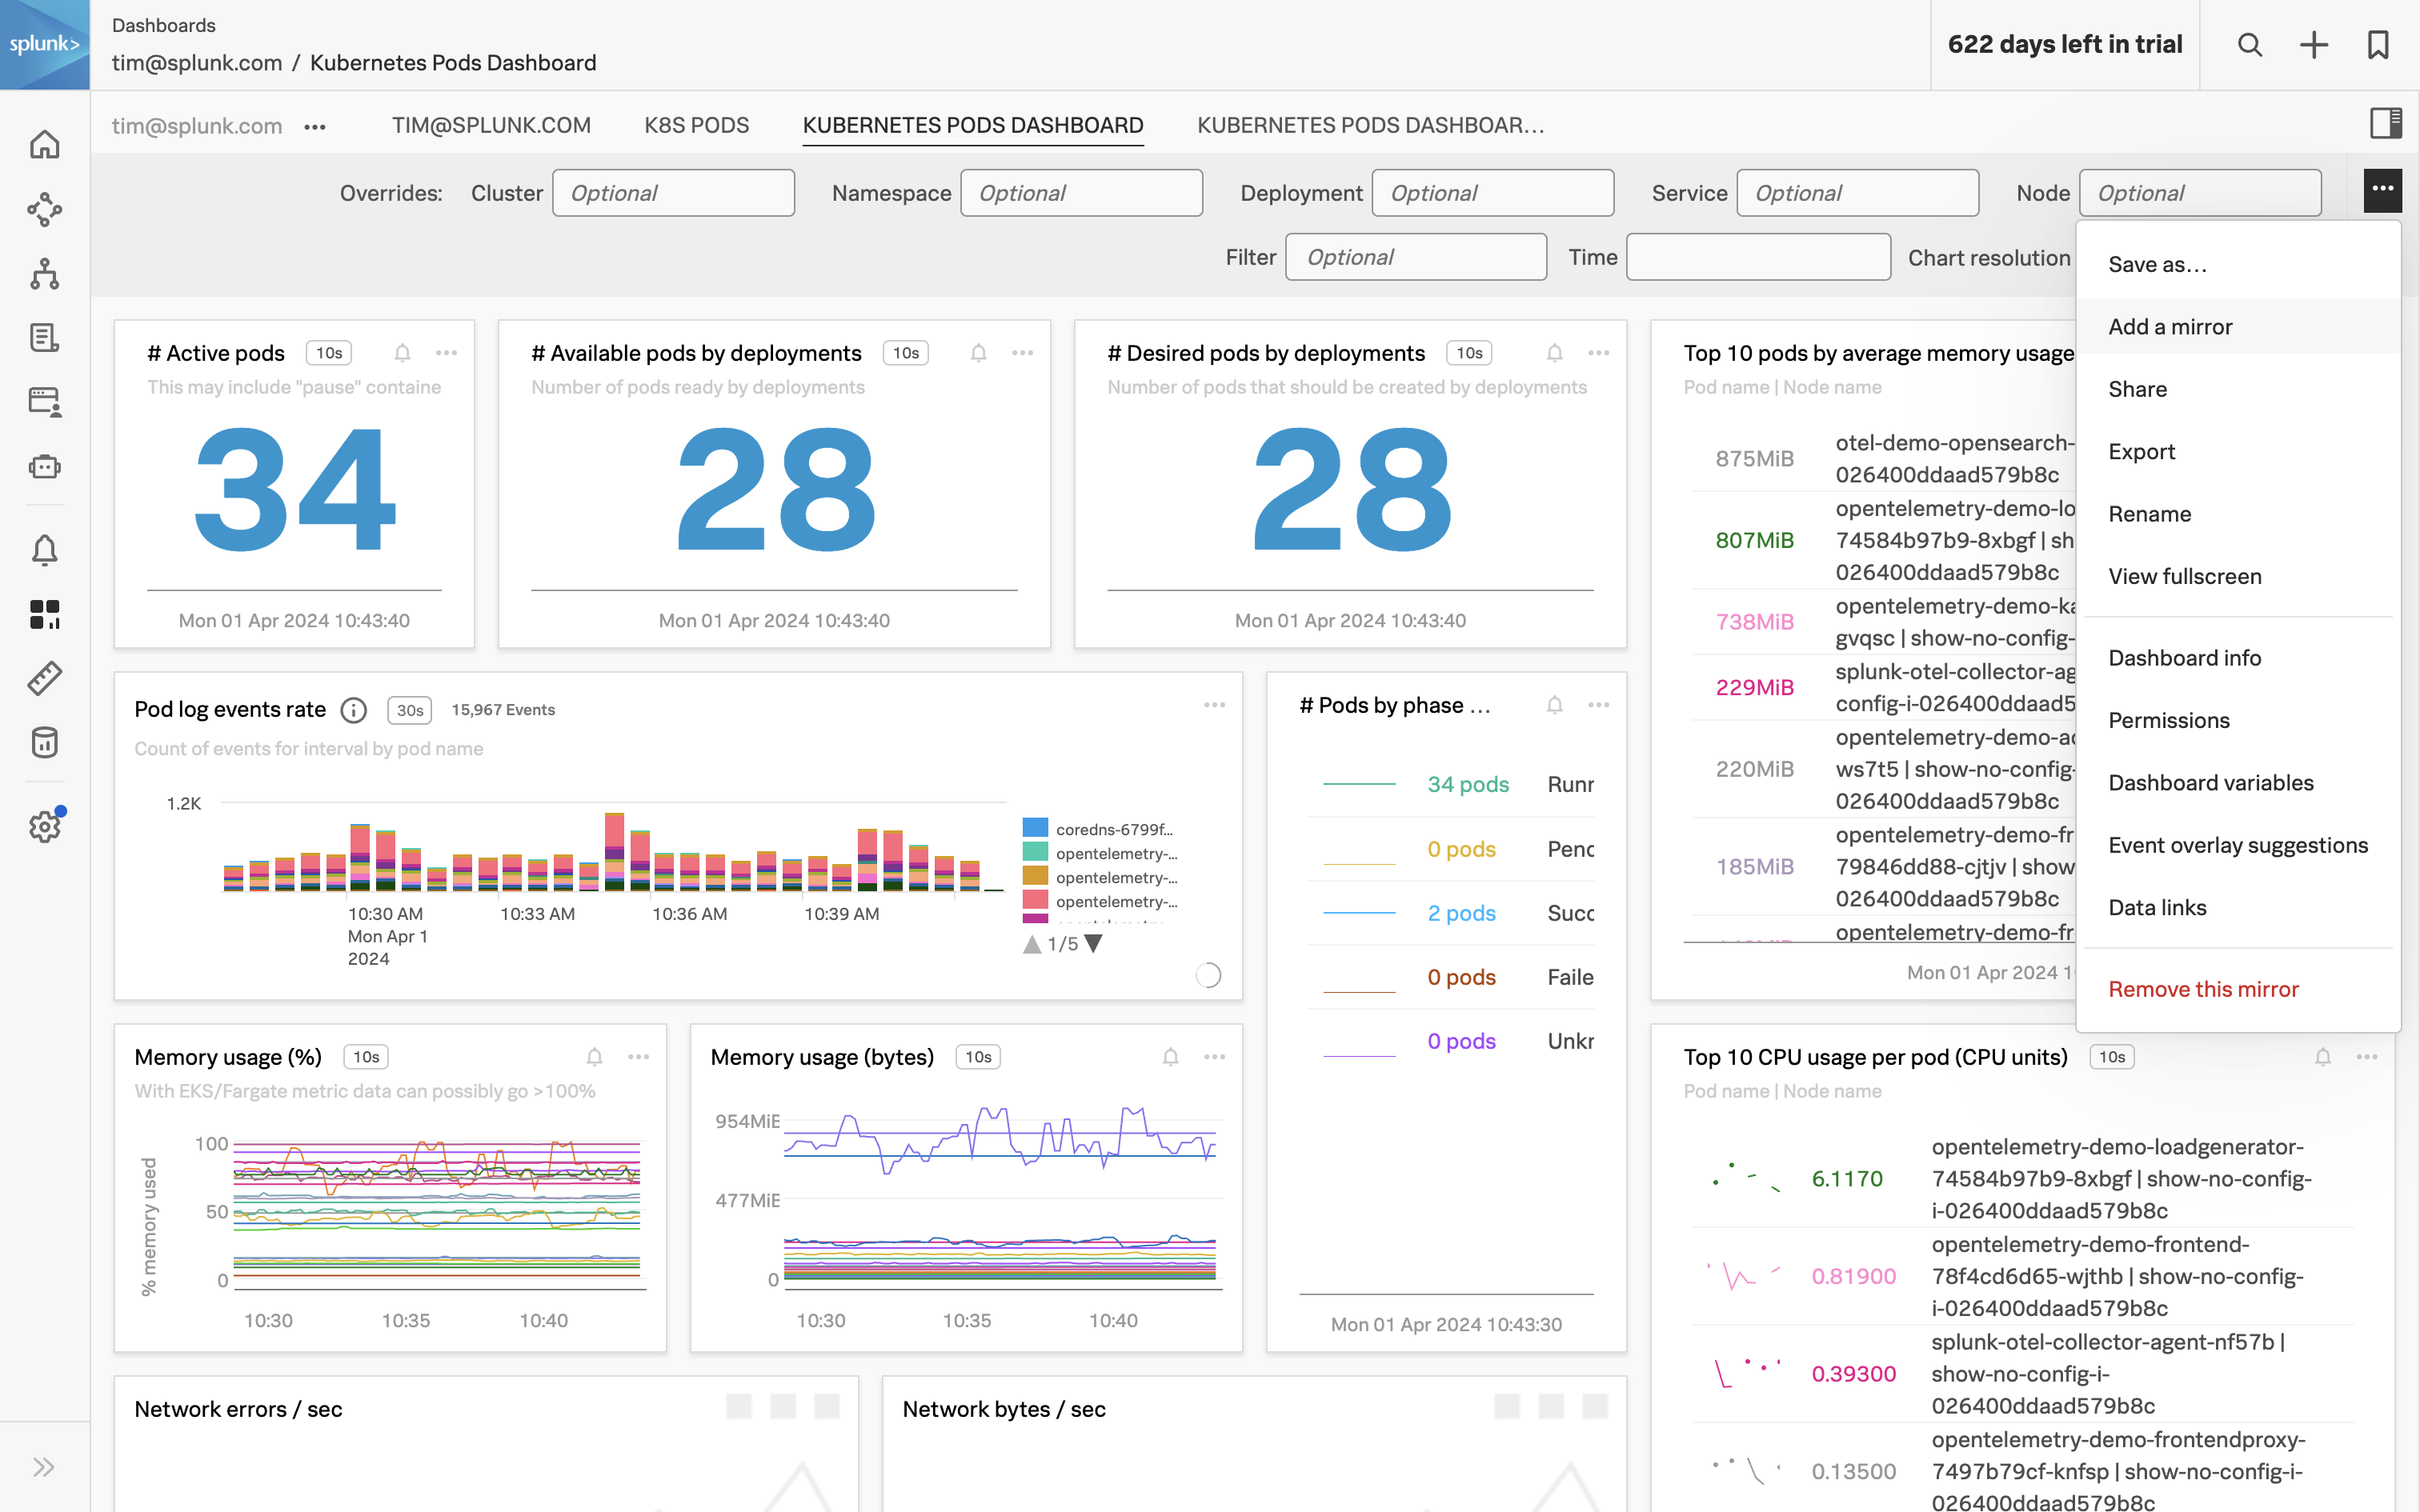 splunk>
Dashboards
tim@splunk.com / Kubernetes Pods Dashboard
622 days left in trial
tim@splunk.com
TIM@SPLUNK.COM
K8S PODS
KUBERNETES PODS DASHBOARD
KUBERNETES PODS DASHBOAR...
Overrides:
Cluster
Optional
Namespace
Optional
Deployment
Optional
Service
Optional
Node
Optional
Filter
Optional
Time
Chart resolution
Save as...
Add a mirror
Share
Export
Rename
View fullscreen
Dashboard info
Permissions
Dashboard variables
Event overlay suggestions
Data links
Remove this mirror
# Active pods
10s
This may include "pause" containe
34
Mon 01 Apr 2024 10:43:40
# Available pods by deployments
10s
Number of pods ready by deployments
28
Mon 01 Apr 2024 10:43:40
# Desired pods by deployments
10s
Number of pods that should be created by deployments
28
Mon 01 Apr 2024 10:43:40
Top 10 pods by average memory usage
Pod name | Node name
875MiB
otel-demo-opensearch-
026400ddaad579b8c
807MiB
opentelemetry-demo-lo
74584b97b9-8xbgf | sh
026400ddaad579b8c
738MiB
opentelemetry-demo-ka
gvqsc | show-no-config-
229MiB
splunk-otel-collector-ag
config-i-026400ddaad5
220MiB
opentelemetry-demo-ac
ws7t5 | show-no-config-
026400ddaad579b8c
185MiB
opentelemetry-demo-fr
79846dd88-cjtjv | show
026400ddaad579b8c
opentelemetry-demo-fr
Mon 01 Apr 2024 1
Pod log events rate
30s
15,967 Events
Count of events for interval by pod name
1.2K
10:30 AM
Mon Apr 1
2024
10:33 AM
10:36 AM
10:39 AM
coredns-6799f...
opentelemetry-...
opentelemetry-...
opentelemetry-...
1/5
# Pods by phase ...
34 pods
Runr
0 pods
Penc
2 pods
Succ
0 pods
Faile
0 pods
Unkr
Mon 01 Apr 2024 10:43:30
Memory usage (%)
10s
With EKS/Fargate metric data can possibly go >100%
% memory used
100
50
0
10:30
10:35
10:40
Memory usage (bytes)
10s
954MiB
477MiB
0
10:30
10:35
10:40
Top 10 CPU usage per pod (CPU units)
10s
Pod name | Node name
6.1170
opentelemetry-demo-loadgenerator-
74584b97b9-8xbgf | show-no-config-
i-026400ddaad579b8c
0.81900
opentelemetry-demo-frontend-
78f4cd6d65-wjthb | show-no-config-
i-026400ddaad579b8c
0.39300
splunk-otel-collector-agent-nf57b |
show-no-config-i-
026400ddaad579b8c
0.13500
opentelemetry-demo-frontendproxy-
7497b79cf-knfsp | show-no-config-i-
026400ddaad579b8c
Network errors / sec
Network bytes / sec